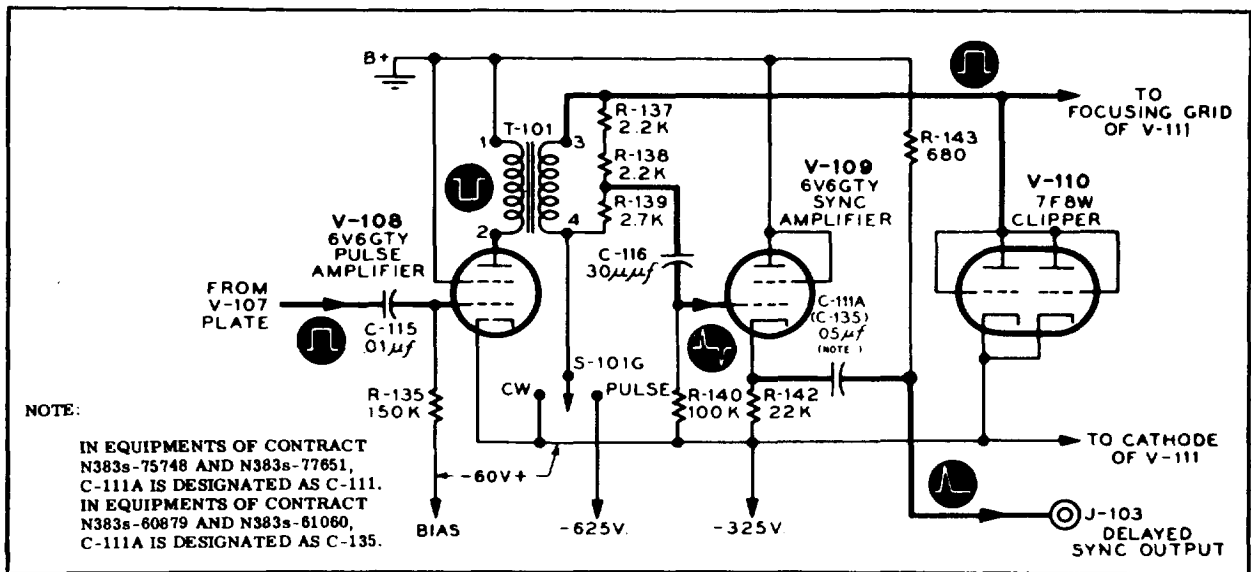 B+
T-101
1
2
3
4
R-137
2.2K
R-138
2.2K
R-139
2.7K
TO
FOCUSING GRID
OF V-111
R-143
680
V-108
6V6GTY
PULSE
AMPLIFIER
V-109
6V6GTY
SYNC
AMPLIFIER
V-110
7F8W
CLIPPER
FROM
V-107
PLATE
C-115
.01µf
C-116
30µµf
C-111A
(C-135)
.05µf
(NOTE )
S-101G
CW
PULSE
R-135
150K
R-140
100K
R-142
22K
NOTE:
IN EQUIPMENTS OF CONTRACT
N383s-75748 AND N383s-77651,
C-111A IS DESIGNATED AS C-111.
IN EQUIPMENTS OF CONTRACT
N383s-60879 AND N383s-61060,
C-111A IS DESIGNATED AS C-135.
-60V+
TO CATHODE
OF V-111
BIAS
-625V.
-325V.
J-103
DELAYED
SYNC OUTPUT